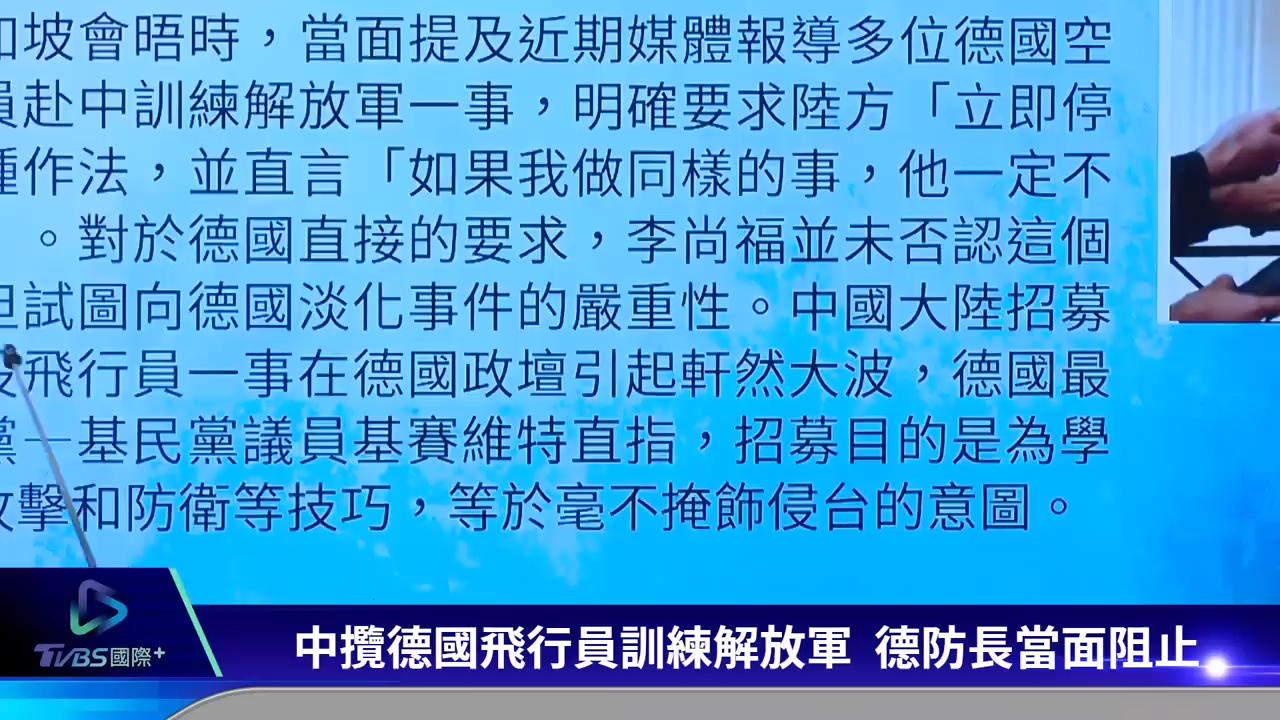 坡會晤時，當面提及近期媒體報導多位德國空
員赴中訓練解放軍一事，明確要求陸方「立即停
種作法，並直言「如果我做同樣的事，他一定不
。對於德國直接的要求，李尚福並未否認這個
但試圖向德國淡化事件的嚴重性。中國大陸招募
飛行員一事在德國政壇引起軒然大波，德國最
黨—基民黨議員基賽維特直指，招募目的是為學
攻擊和防衛等技巧，等於毫不掩飾侵台的意圖。
TVBS國際+
中攬德國飛行員訓練解放軍 德防長當面阻止